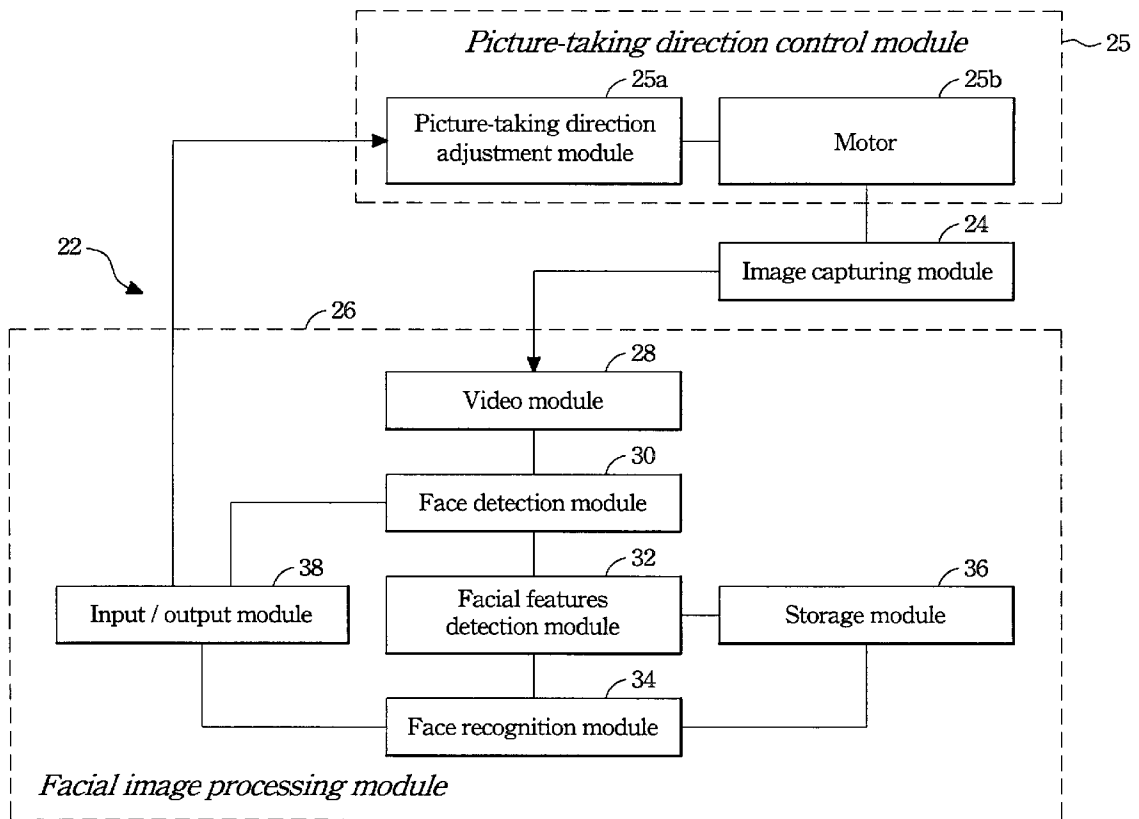 Picture-taking direction control module
25
25a
25b
Picture-taking direction
adjustment module
Motor
24
22
Image capturing module
26
28
Video module
30
Face detection module
38
32
36
Input / output module
Facial features
detection module
Storage module
34
Face recognition module
Facial image processing module